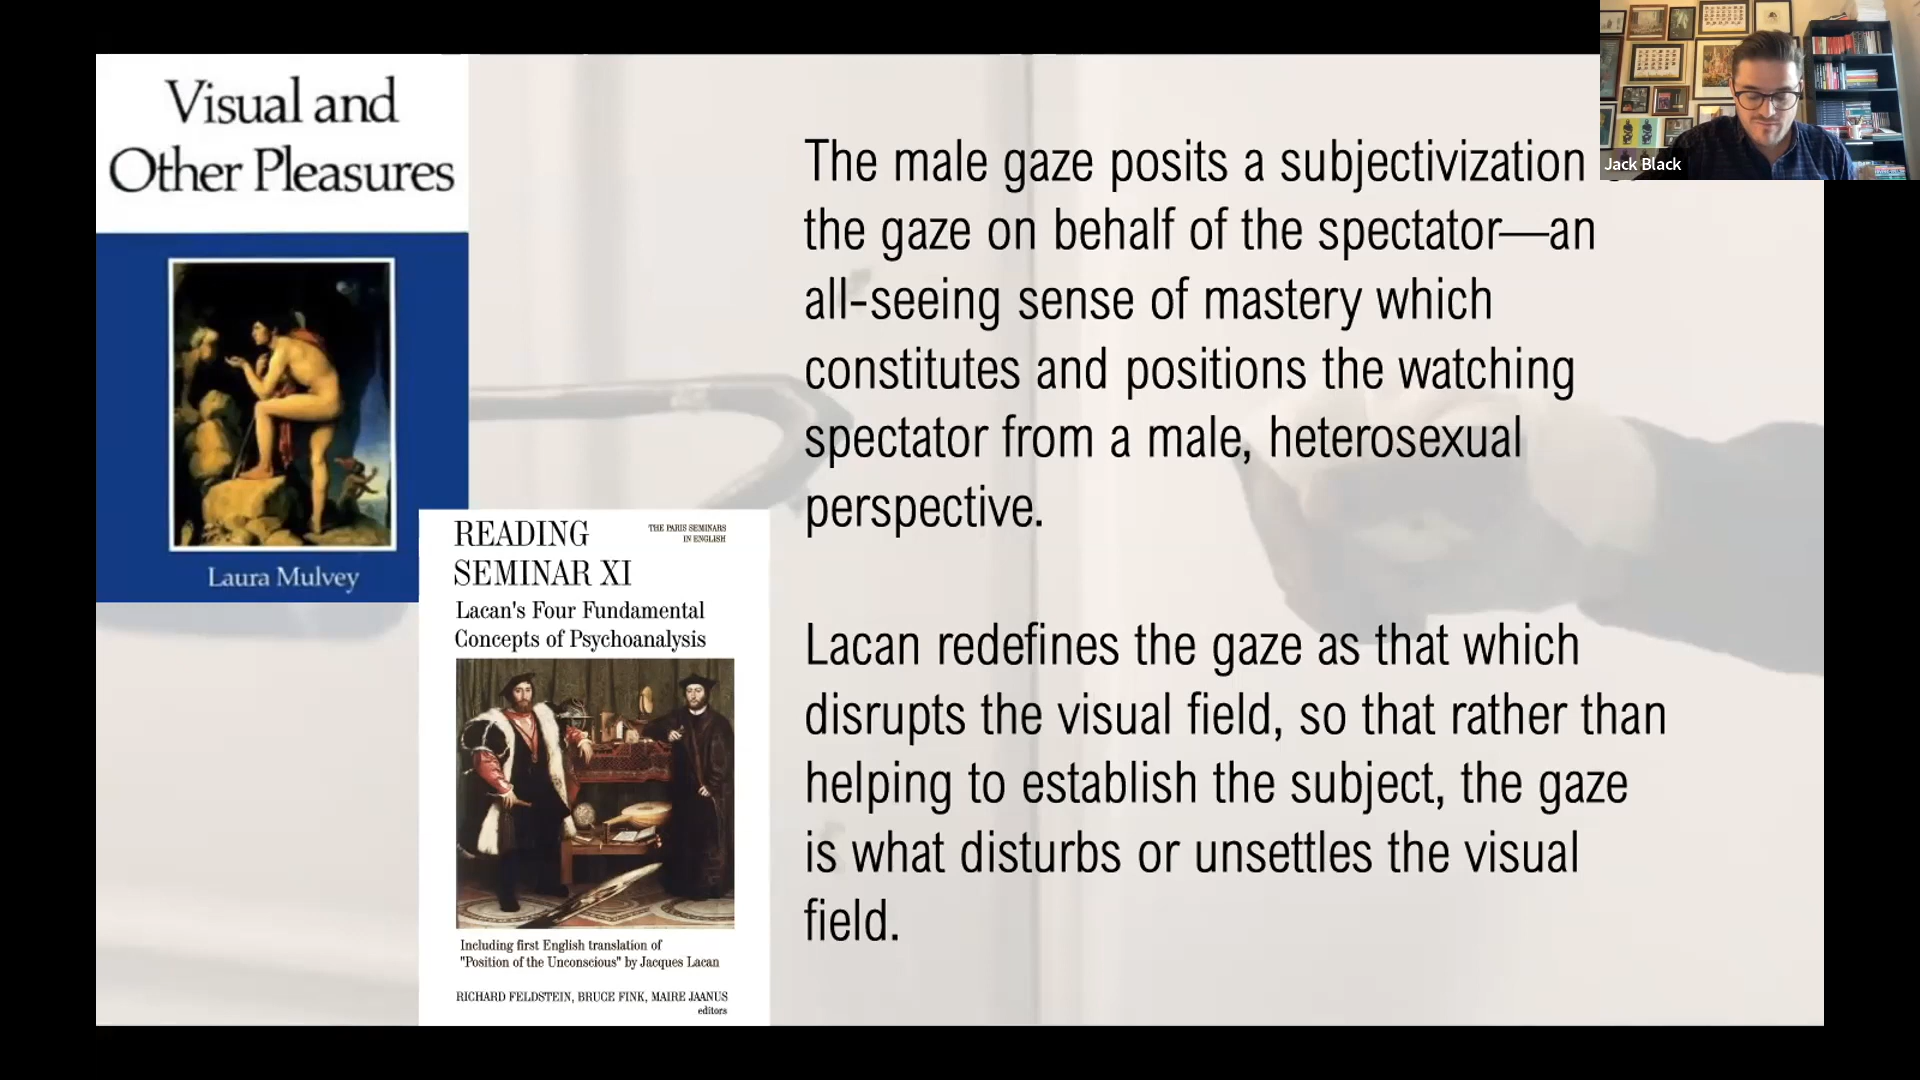 Visual and
Other Pleasures
Laura Mulvey
READING
SEMINAR XI
THE PARIS SEMINARS
IN ENGLISH
Lacan's Four Fundamental
Concepts of Psychoanalysis
Including first English translation of
"Position of the Unconscious" by Jacques Lacan
RICHARD FELDSTEIN, BRUCE FINK, MAIRE JAANUS
editors
The male gaze posits a subjectivization
the gaze on behalf of the spectator—an
all-seeing sense of mastery which
constitutes and positions the watching
spectator from a male, heterosexual
perspective.
Lacan redefines the gaze as that which
disrupts the visual field, so that rather than
helping to establish the subject, the gaze
is what disturbs or unsettles the visual
field.
Jack Black